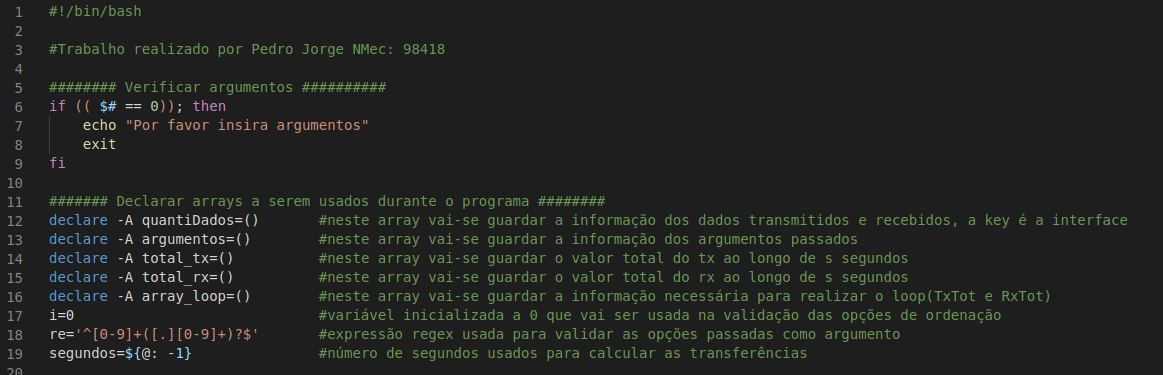 1 #!/bin/bash
2
3 #Trabalho realizado por Pedro Jorge NMec: 98418
4
5 ######## Verificar argumentos ##########
6 if (( $# == 0)); then
7 echo "Por favor insira argumentos"
8 exit
9 fi
10
11 ####### Declarar arrays a serem usados durante o programa ########
12 declare -A quantiDados=() #neste array vai-se guardar a informação dos dados transmitidos e recebidos, a key é a interface
13 declare -A argumentos=() #neste array vai-se guardar a informação dos argumentos passados
14 declare -A total_tx=() #neste array vai-se guardar o valor total do tx ao longo de s segundos
15 declare -A total_rx=() #neste array vai-se guardar o valor total do rx ao longo de s segundos
16 declare -A array_loop=() #neste array vai-se guardar a informação necessária para realizar o loop(TxTot e RxTot)
17 i=0 #variável inicializada a 0 que vai ser usada na validação das opções de ordenação
18 re='^[0-9]+([.][0-9]+)?$' #expressão regex usada para validar as opções passadas como argumento
19 segundos=${@: -1} #número de segundos usados para calcular as transferências
20